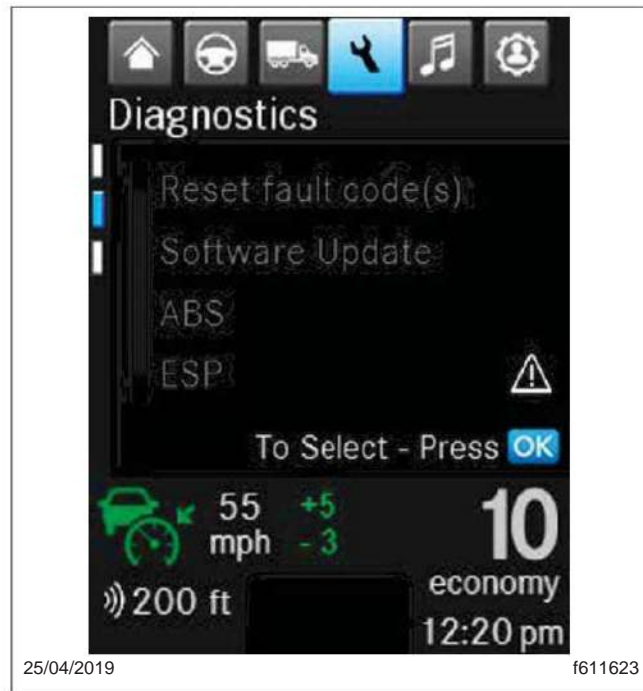 Diagnostics
Reset fault code(s)
Software Update
ABS
ESP
To Select - Press OK
55 +5
mph - 3
10
economy
200 ft
12:20 pm
25/04/2019 f611623